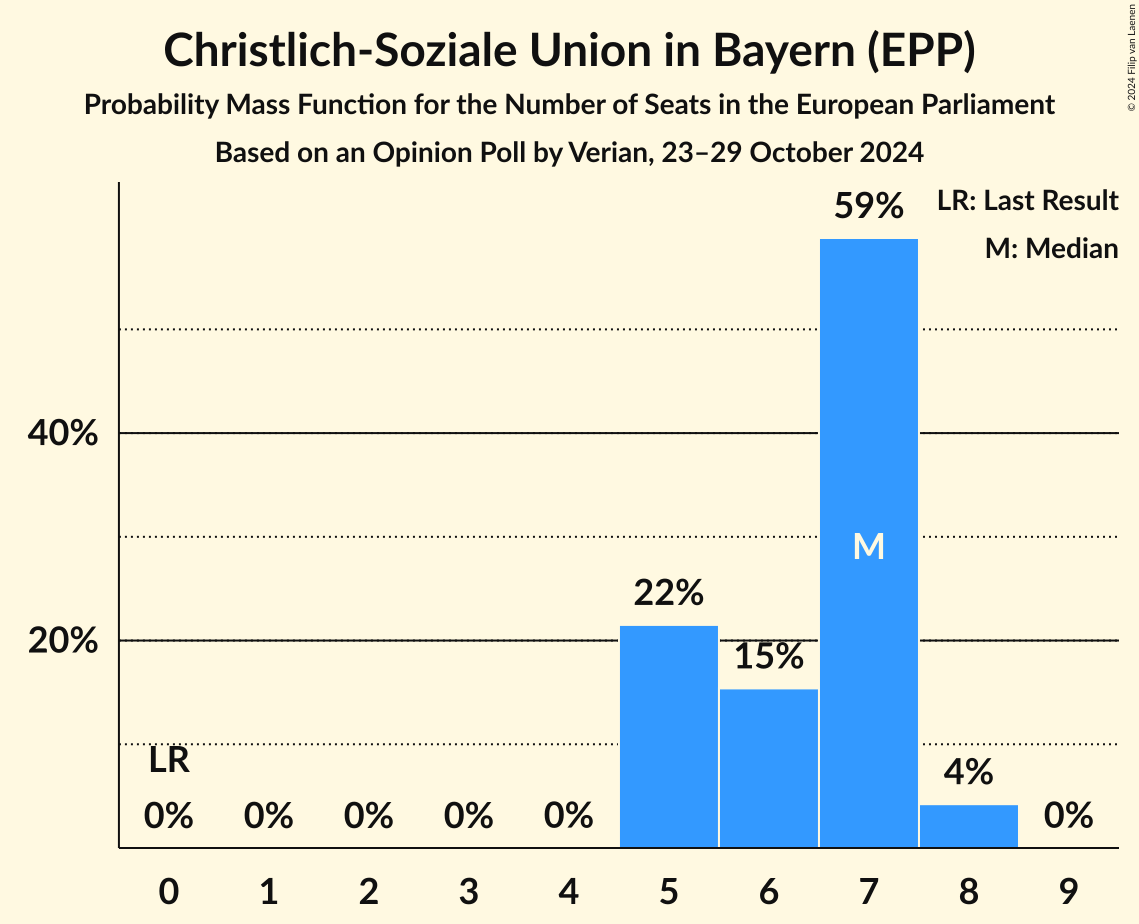 Christlich-Soziale Union in Bayern (EPP)
Probability Mass Function for the Number of Seats in the European Parliament
Based on an Opinion Poll by Verian, 23–29 October 2024
© 2024 Filip van Laenen
LR: Last Result
M: Median
59%
40%
M
22%
20%
15%
LR
4%
0% 0% 0% 0% 0% 0%
0 1 2 3 4 5 6 7 8 9